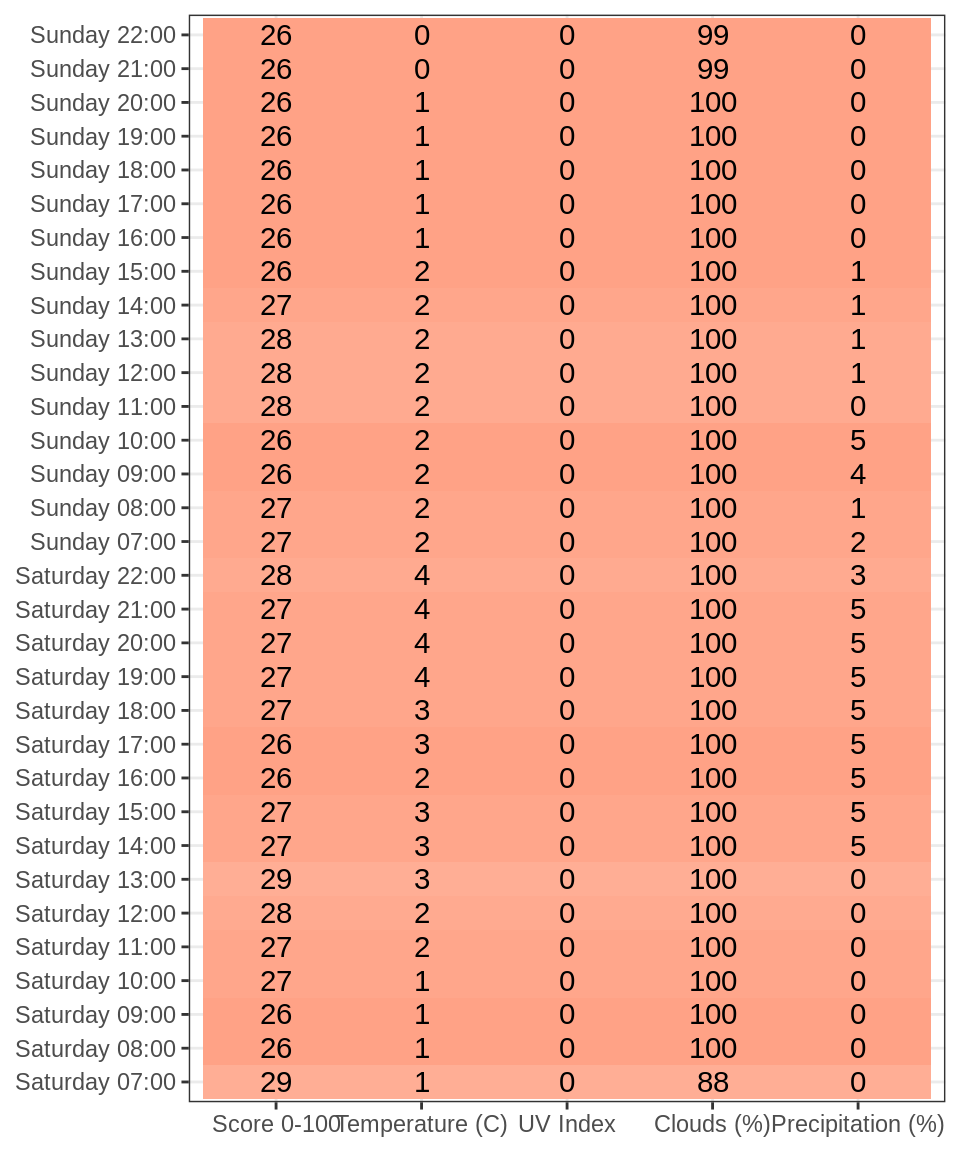 Sunday 22:00 26 0 0 99 0
Sunday 21:00 26 0 0 99 0
Sunday 20:00 26 1 0 100 0
Sunday 19:00 26 1 0 100 0
Sunday 18:00 26 1 0 100 0
Sunday 17:00 26 1 0 100 0
Sunday 16:00 26 1 0 100 0
Sunday 15:00 26 2 0 100 1
Sunday 14:00 27 2 0 100 1
Sunday 13:00 28 2 0 100 1
Sunday 12:00 28 2 0 100 1
Sunday 11:00 28 2 0 100 0
Sunday 10:00 26 2 0 100 5
Sunday 09:00 26 2 0 100 4
Sunday 08:00 27 2 0 100 1
Sunday 07:00 27 2 0 100 2
Saturday 22:00 28 4 0 100 3
Saturday 21:00 27 4 0 100 5
Saturday 20:00 27 4 0 100 5
Saturday 19:00 27 4 0 100 5
Saturday 18:00 27 3 0 100 5
Saturday 17:00 26 3 0 100 5
Saturday 16:00 26 2 0 100 5
Saturday 15:00 27 3 0 100 5
Saturday 14:00 27 3 0 100 5
Saturday 13:00 29 3 0 100 0
Saturday 12:00 28 2 0 100 0
Saturday 11:00 27 2 0 100 0
Saturday 10:00 27 1 0 100 0
Saturday 09:00 26 1 0 100 0
Saturday 08:00 26 1 0 100 0
Saturday 07:00 29 1 0 88 0
Score 0-100 Temperature (C) UV Index Clouds (%) Precipitation (%)